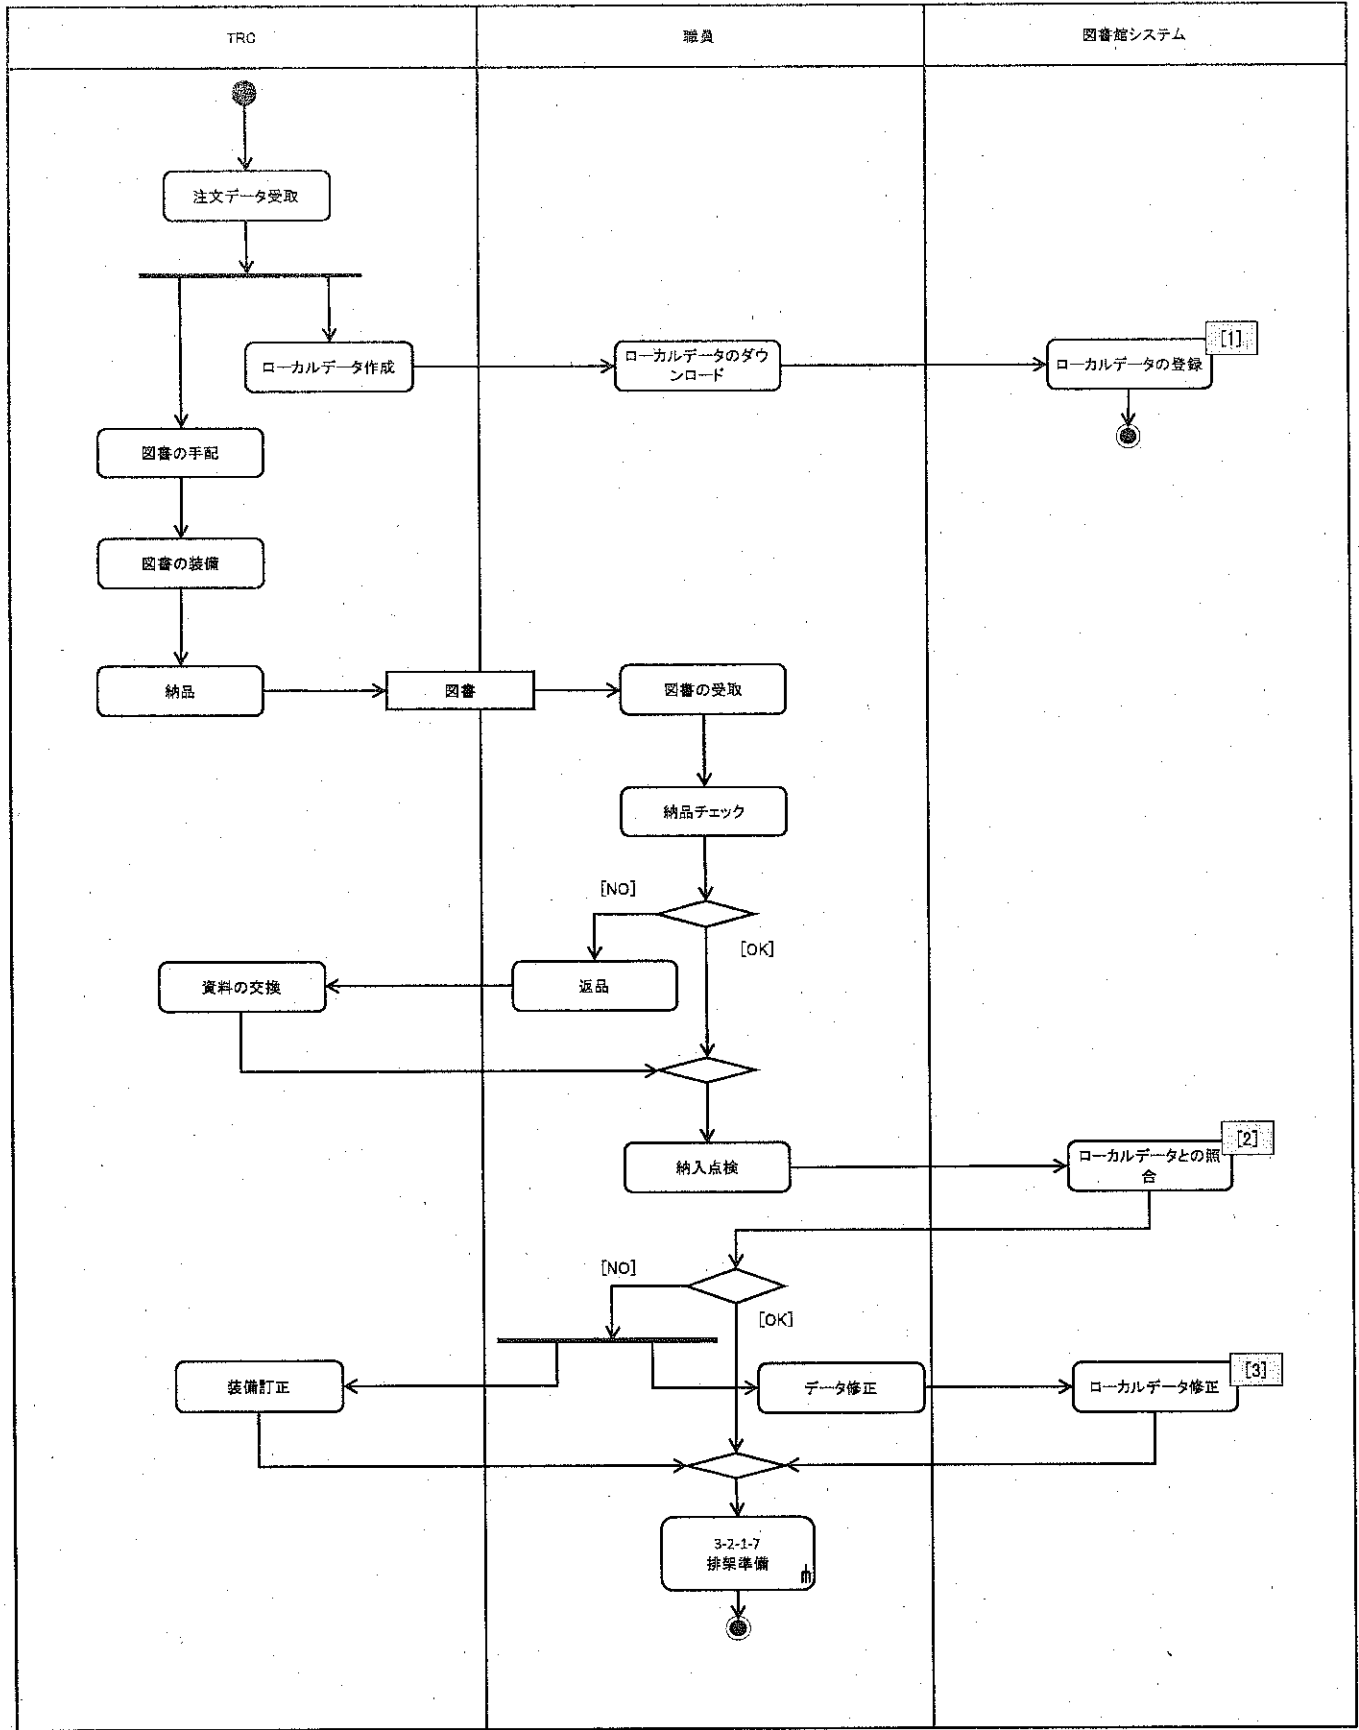 TRC
職員
図書館システム
注文データ受取
ローカルデータ作成
ローカルデータのダウ
ンロード
ローカルデータの登録
[1]
図書の手配
図書の装備
納品
図書
図書の受取
納品チェック
[NO]
[OK]
資料の交換
返品
納入点検
ローカルデータとの照
合
[2]
[NO]
[OK]
装備訂正
データ修正
ローカルデータ修正
[3]
3-2-1-7
排架準備